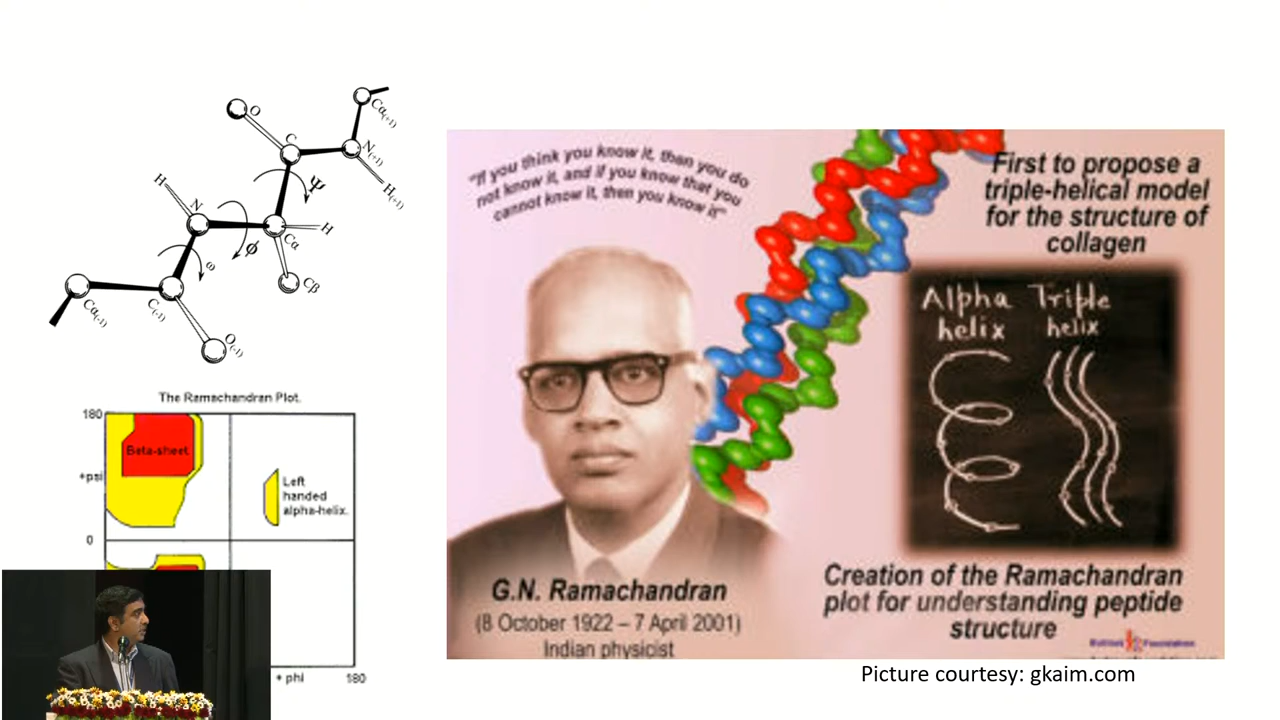 O
C
Cα(+1)
N(+1)
H(+1)
Ψ
H
N
H
Cα
ϕ
ω
Cβ
Cα(-1)
C(-1)
O(-1)
The Ramachandran Plot.
180
Beta-sheet
+psi
Left
handed
alpha-helix.
0
+ phi
180
"If you think you know it, then you do
not know it, and if you know that you
cannot know it, then you know it"
First to propose a
triple-helical model
for the structure of
collagen
Alpha
helix
Triple
helix
G.N. Ramachandran
(8 October 1922 – 7 April 2001)
Indian physicist
Creation of the Ramachandran
plot for understanding peptide
structure
Picture courtesy: gkaim.com